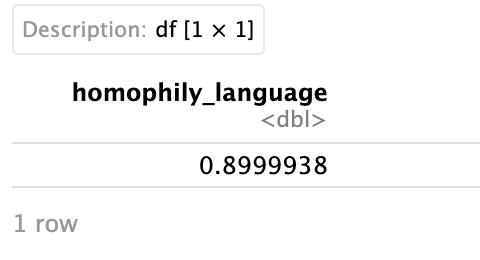 Description: df [1 × 1]
homophily_language
<dbl>
0.8999938
1 row